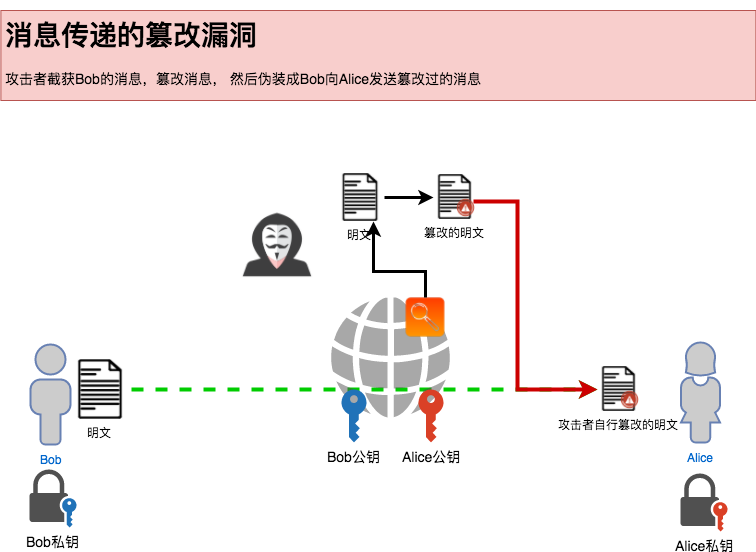 消息传递的篡改漏洞
攻击者截获Bob的消息，篡改消息， 然后伪装成Bob向Alice发送篡改过的消息
明文
篡改的明文
明文
攻击者自行篡改的明文
Bob
Alice
Bob公钥
Alice公钥
Bob私钥
Alice私钥